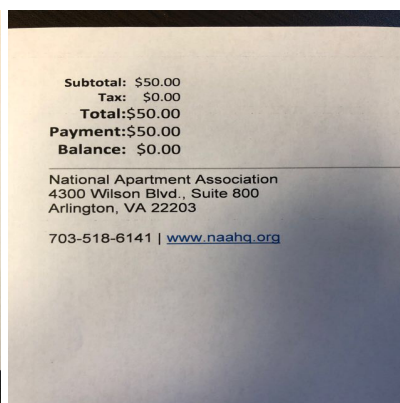 Subtotal: $50.00
Tax: $0.00
Total:$50.00
Payment:$50.00
Balance: $0.00
National Apartment Association
4300 Wilson Blvd., Suite 800
Arlington, VA 22203
703-518-6141 | www.naahq.org